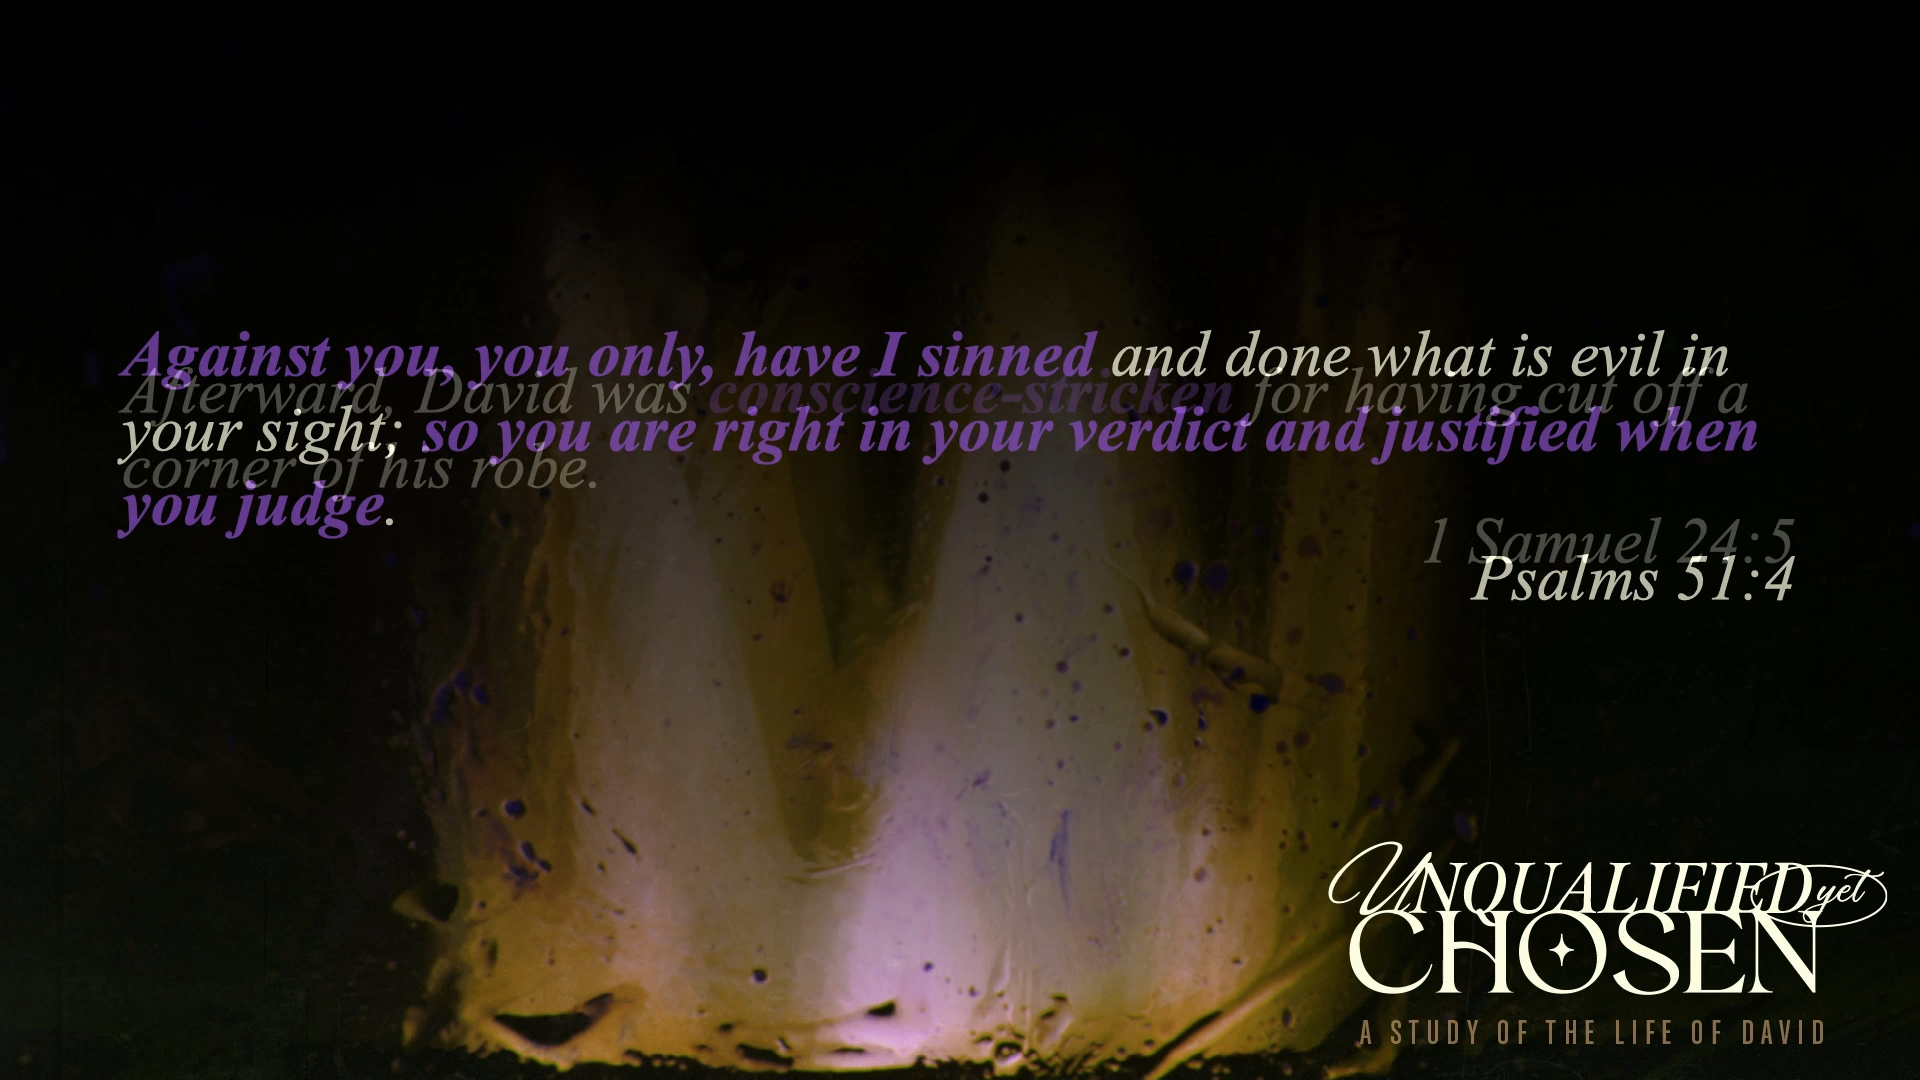 Against you, you only, have I sinned and done what is evil in
your sight; so you are right in your verdict and justified when
you judge.
Psalms 51:4
Afterward, David was conscience-stricken for having cut off a
corner of his robe.
1 Samuel 24:5
UNQUALIFIED yet
CHOSEN
A STUDY OF THE LIFE OF DAVID